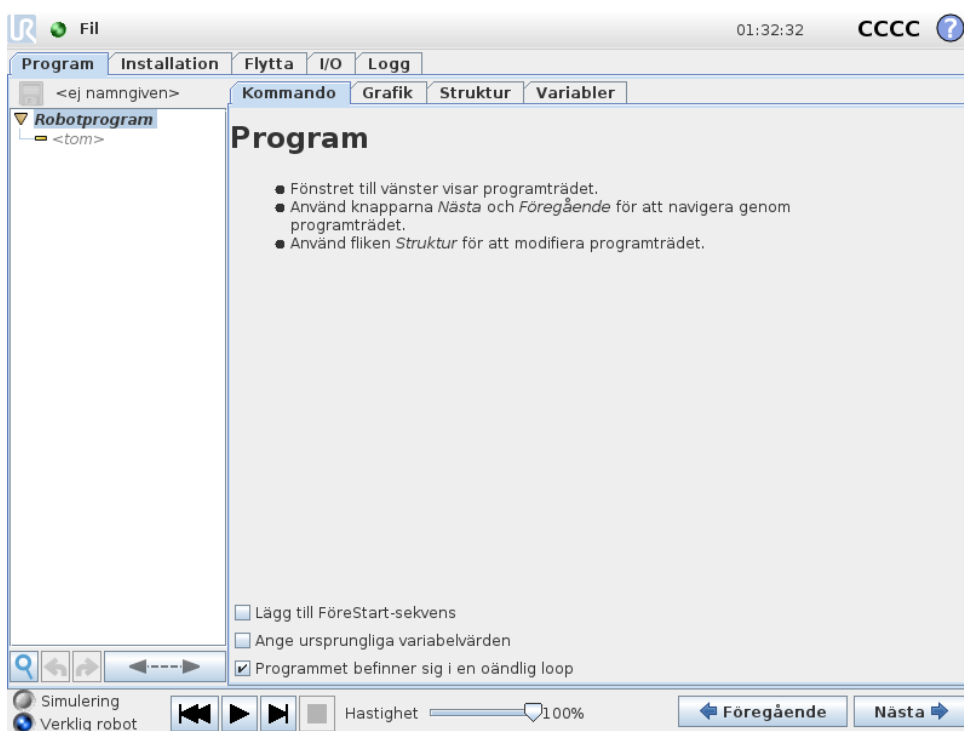 UR Fil 01:32:32 CCCC ?
Program Installation Flytta I/O Logg
<ej namngiven>
Kommando Grafik Struktur Variabler
Robotprogram
<tom>
Program
Fönstret till vänster visar programträdet.
Använd knapparna Nästa och Föregående för att navigera genom
programträdet.
Använd fliken Struktur för att modifiera programträdet.
Lägg till FöreStart-sekvens
Ange ursprungliga variabelvärden
Programmet befinner sig i en oändlig loop
Simulering
Verklig robot
Hastighet 100%
Föregående Nästa